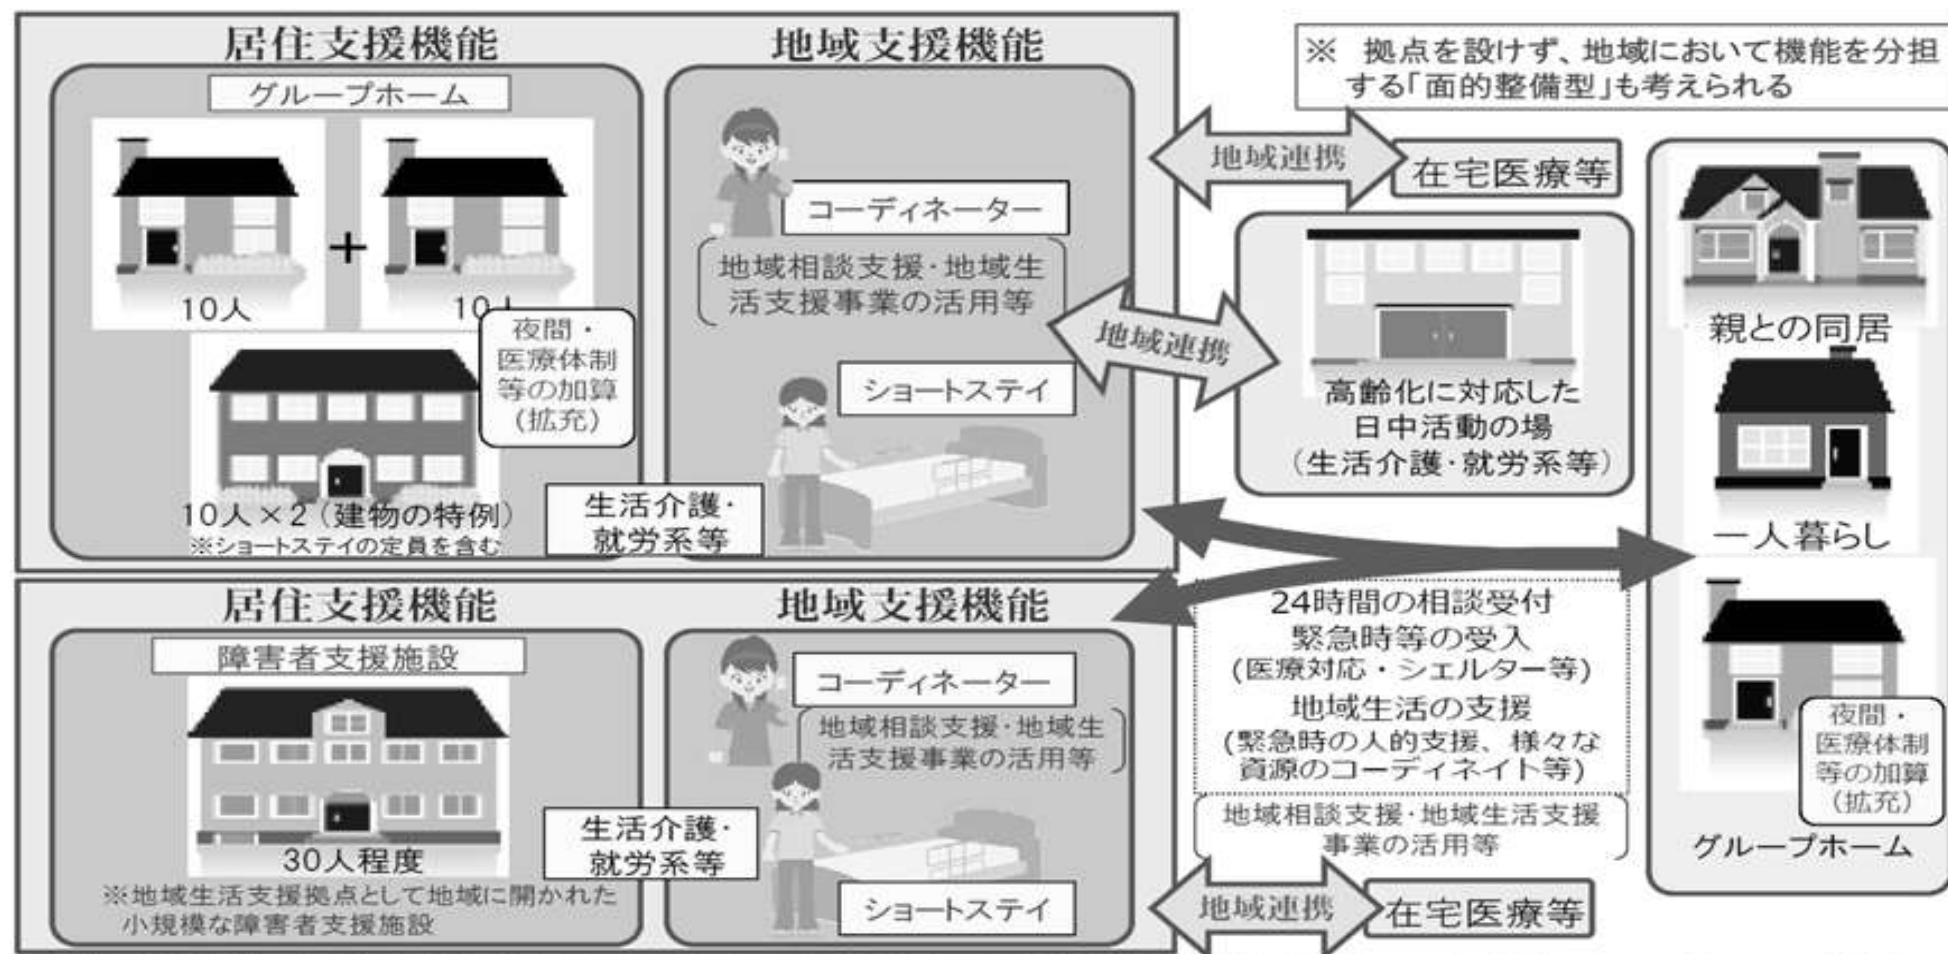 居住支援機能
地域支援機能
グループホーム
10人
+
10人
夜間・
医療体制
等の加算
(拡充)
10人×2(建物の特例)
※ショートステイの定員を含む
生活介護・
就労系等
コーディネーター
地域相談支援・地域生
活支援事業の活用等
ショートステイ
※ 拠点を設けず、地域において機能を分担
する「面的整備型」も考えられる
地域連携
在宅医療等
地域連携
高齢化に対応した
日中活動の場
(生活介護・就労系等)
親との同居
一人暮らし
夜間・
医療体制
等の加算
(拡充)
グループホーム
居住支援機能
地域支援機能
障害者支援施設
30人程度
※地域生活支援拠点として地域に開かれた
小規模な障害者支援施設
生活介護・
就労系等
コーディネーター
地域相談支援・地域生
活支援事業の活用等
ショートステイ
24時間の相談受付
緊急時等の受入
(医療対応・シェルター等)
地域生活の支援
(緊急時の人的支援、様々な
資源のコーディネイト等)
地域相談支援・地域生活支援
事業の活用等
地域連携
在宅医療等